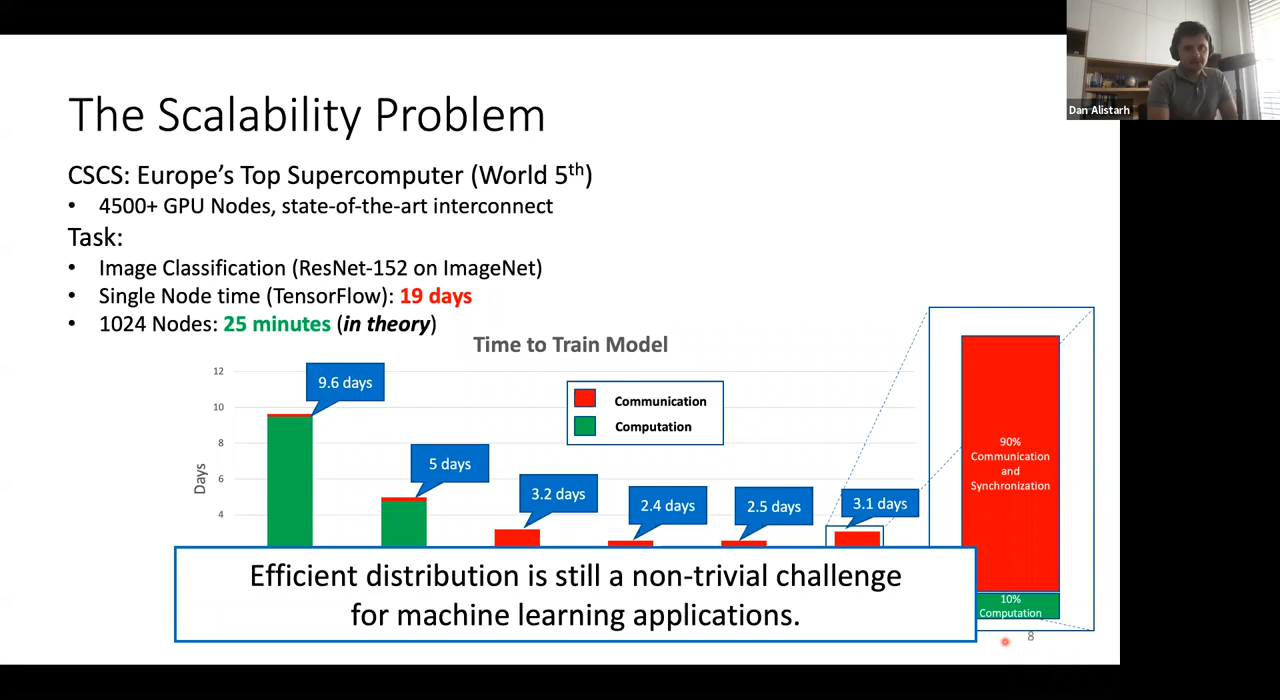 Dan Alistarh
The Scalability Problem
CSCS: Europe's Top Supercomputer (World 5th)
• 4500+ GPU Nodes, state-of-the-art interconnect
Task:
• Image Classification (ResNet-152 on ImageNet)
• Single Node time (TensorFlow): 19 days
• 1024 Nodes: 25 minutes (in theory)
Time to Train Model
12
10
8
6
4
Days
9.6 days
5 days
3.2 days
2.4 days
2.5 days
3.1 days
Communication
Computation
90%
Communication
and
Synchronization
10%
Computation
Efficient distribution is still a non-trivial challenge
for machine learning applications.
8